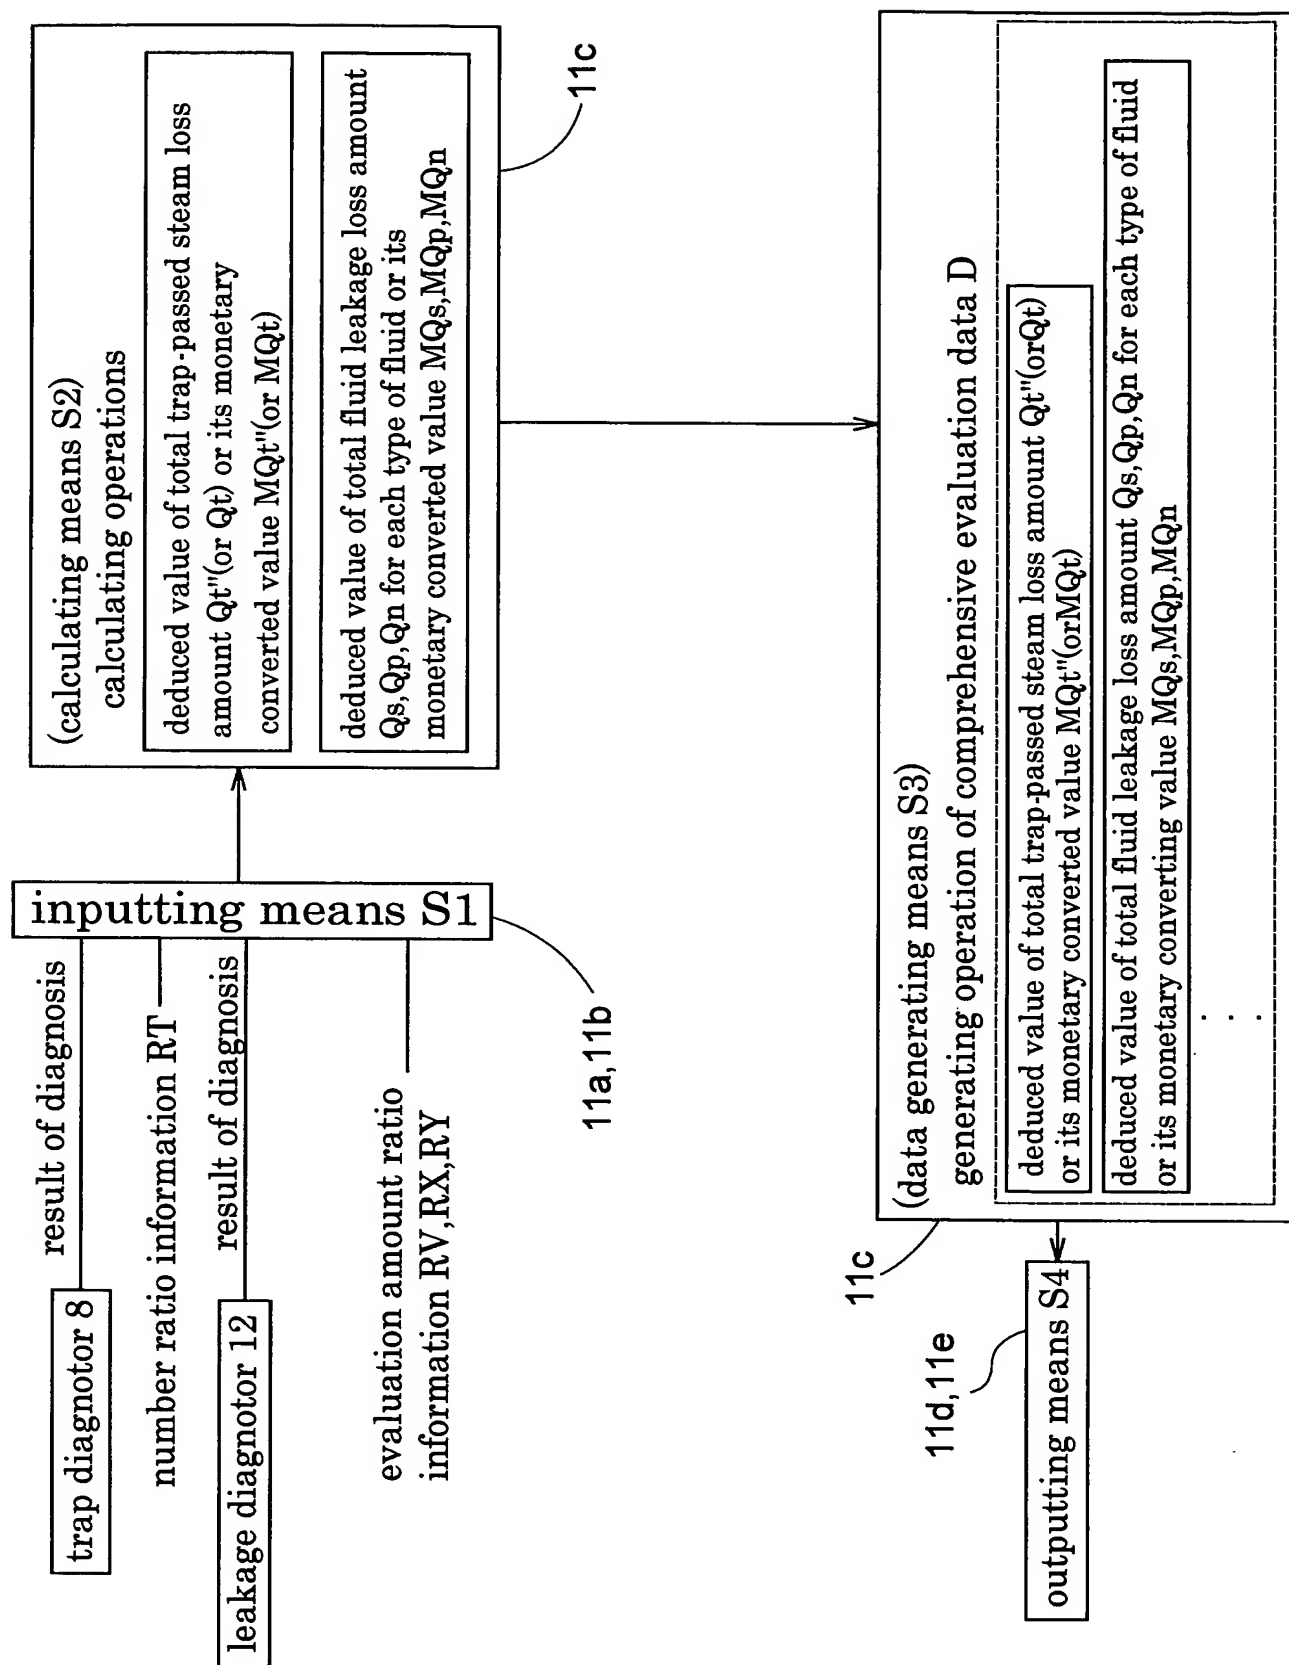 trap diagnotor 8
result of diagnosis
number ratio information RT
leakage diagnotor 12
result of diagnosis
evaluation amount ratio
information RV,RX,RY
inputting means S1
11a,11b
(calculating means S2)
calculating operations
deduced value of total trap-passed steam loss
amount Qt"(or Qt) or its monetary
converted value MQt"(or MQt)
deduced value of total fluid leakage loss amount
Qs,Qp,Qn for each type of fluid or its
monetary converted value MQs,MQp,MQn
11c
(data generating means S3)
generating operation of comprehensive evaluation data D
deduced value of total trap-passed steam loss amount Qt"(orQt)
or its monetary converted value MQt"(orMQt)
deduced value of total fluid leakage loss amount Qs,Qp,Qn for each type of fluid
or its monetary converting value MQs,MQp,MQn
. . .
11c
outputting means S4
11d,11e